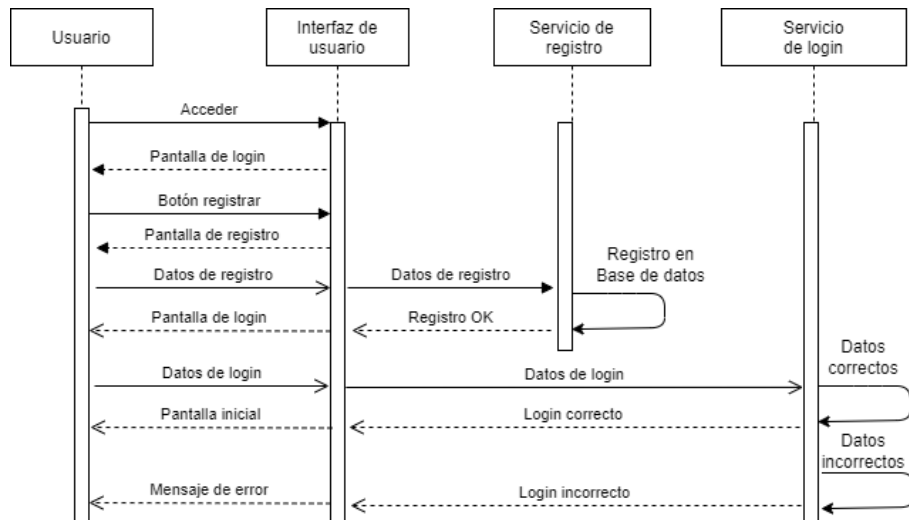 Usuario
Interfaz de
usuario
Servicio de
registro
Servicio
de login
Acceder
Pantalla de login
Botón registrar
Pantalla de registro
Datos de registro
Datos de registro
Registro en
Base de datos
Pantalla de login
Registro OK
Datos de login
Datos de login
Datos
correctos
Pantalla inicial
Login correcto
Datos
incorrectos
Mensaje de error
Login incorrecto